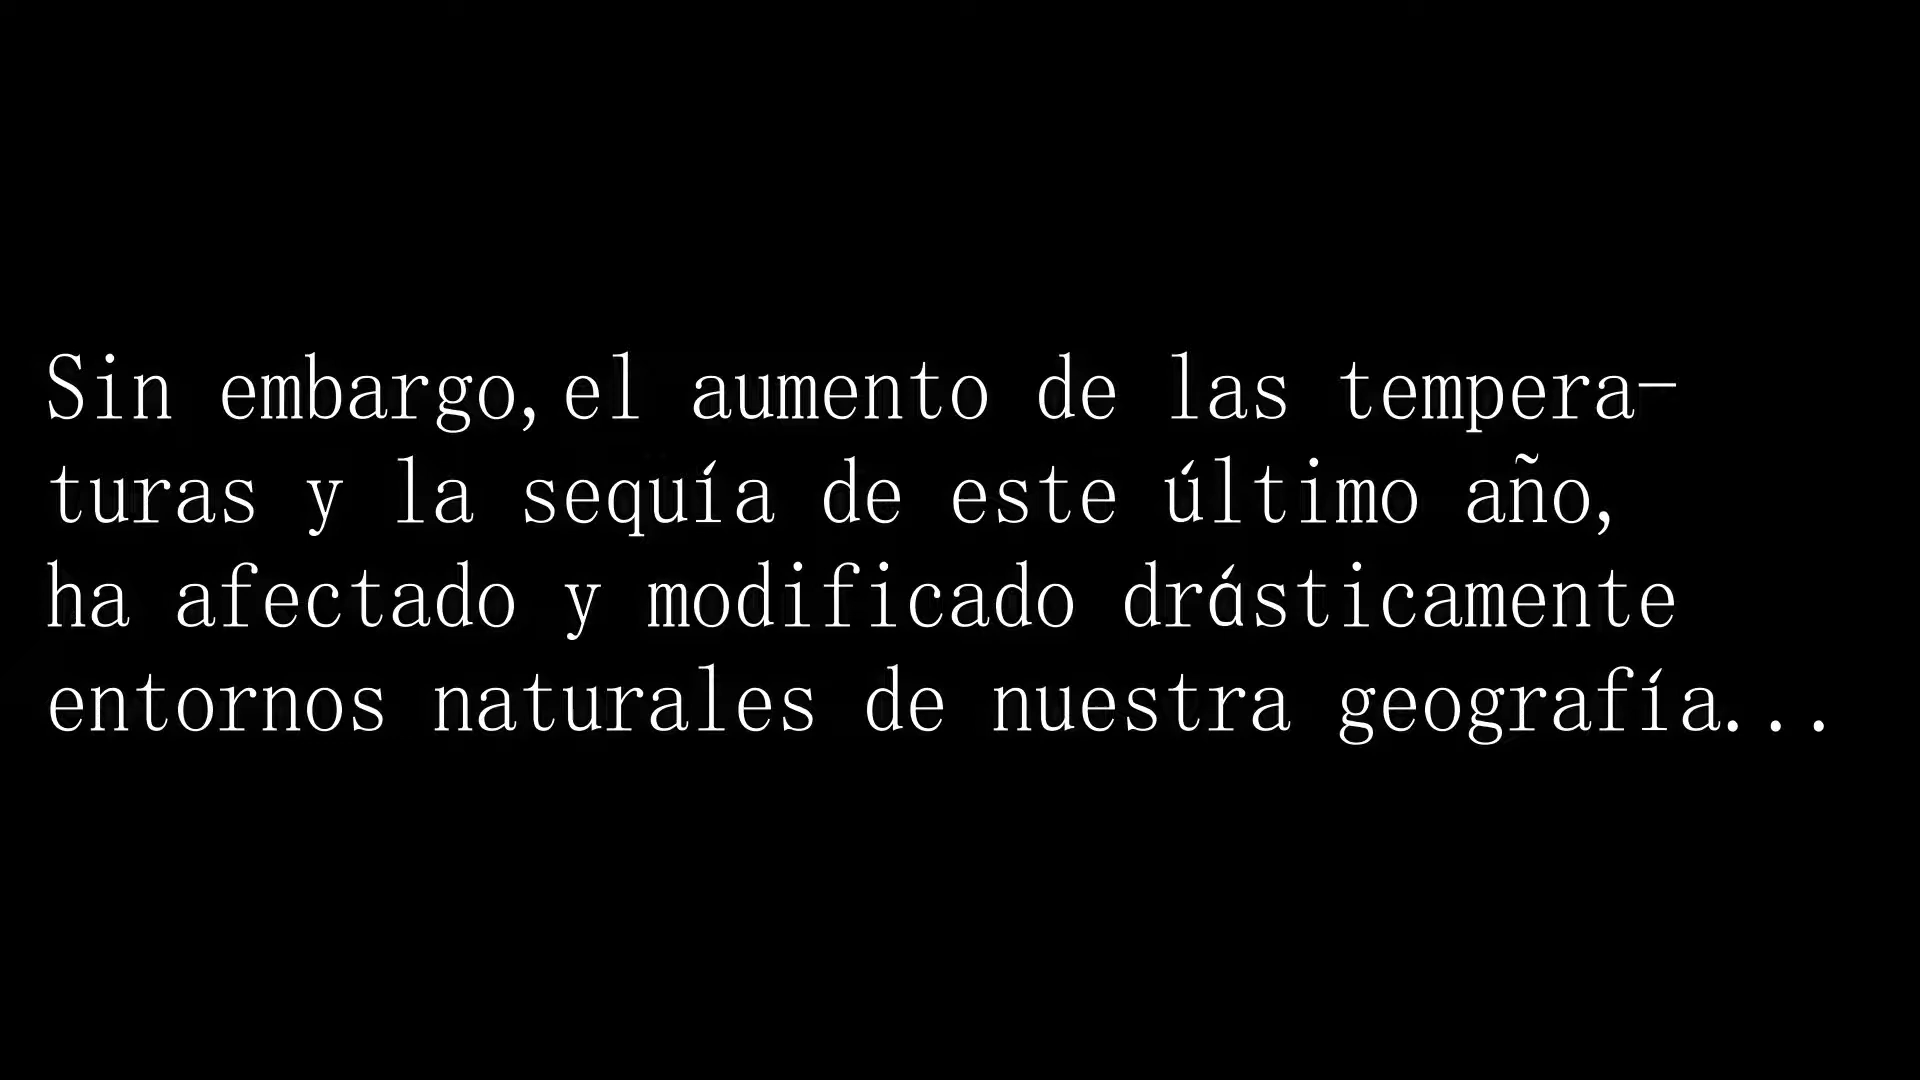 Sin embargo,el aumento de las tempera-
turas y la sequía de este último año,
ha afectado y modificado drásticamente
entornos naturales de nuestra geografía...